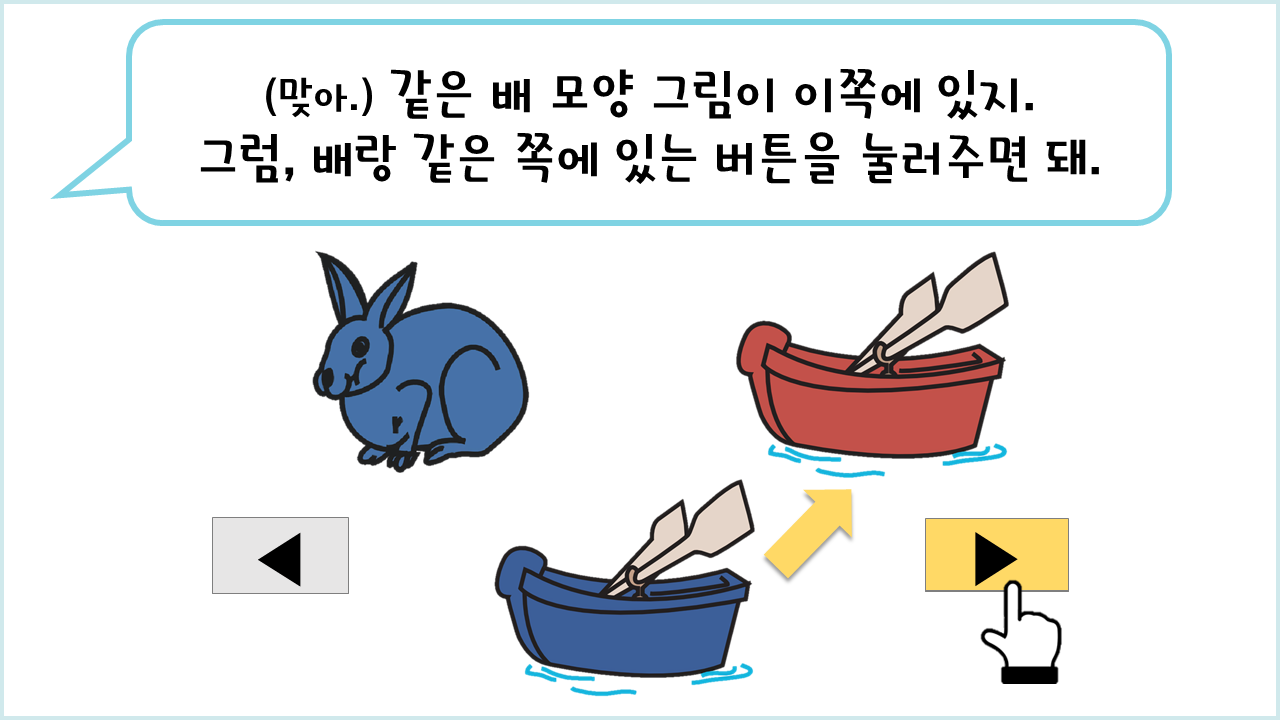 (맞아.) 같은 배 모양 그림이 이쪽에 있지.
그럼, 배랑 같은 쪽에 있는 버튼을 눌러주면 돼.